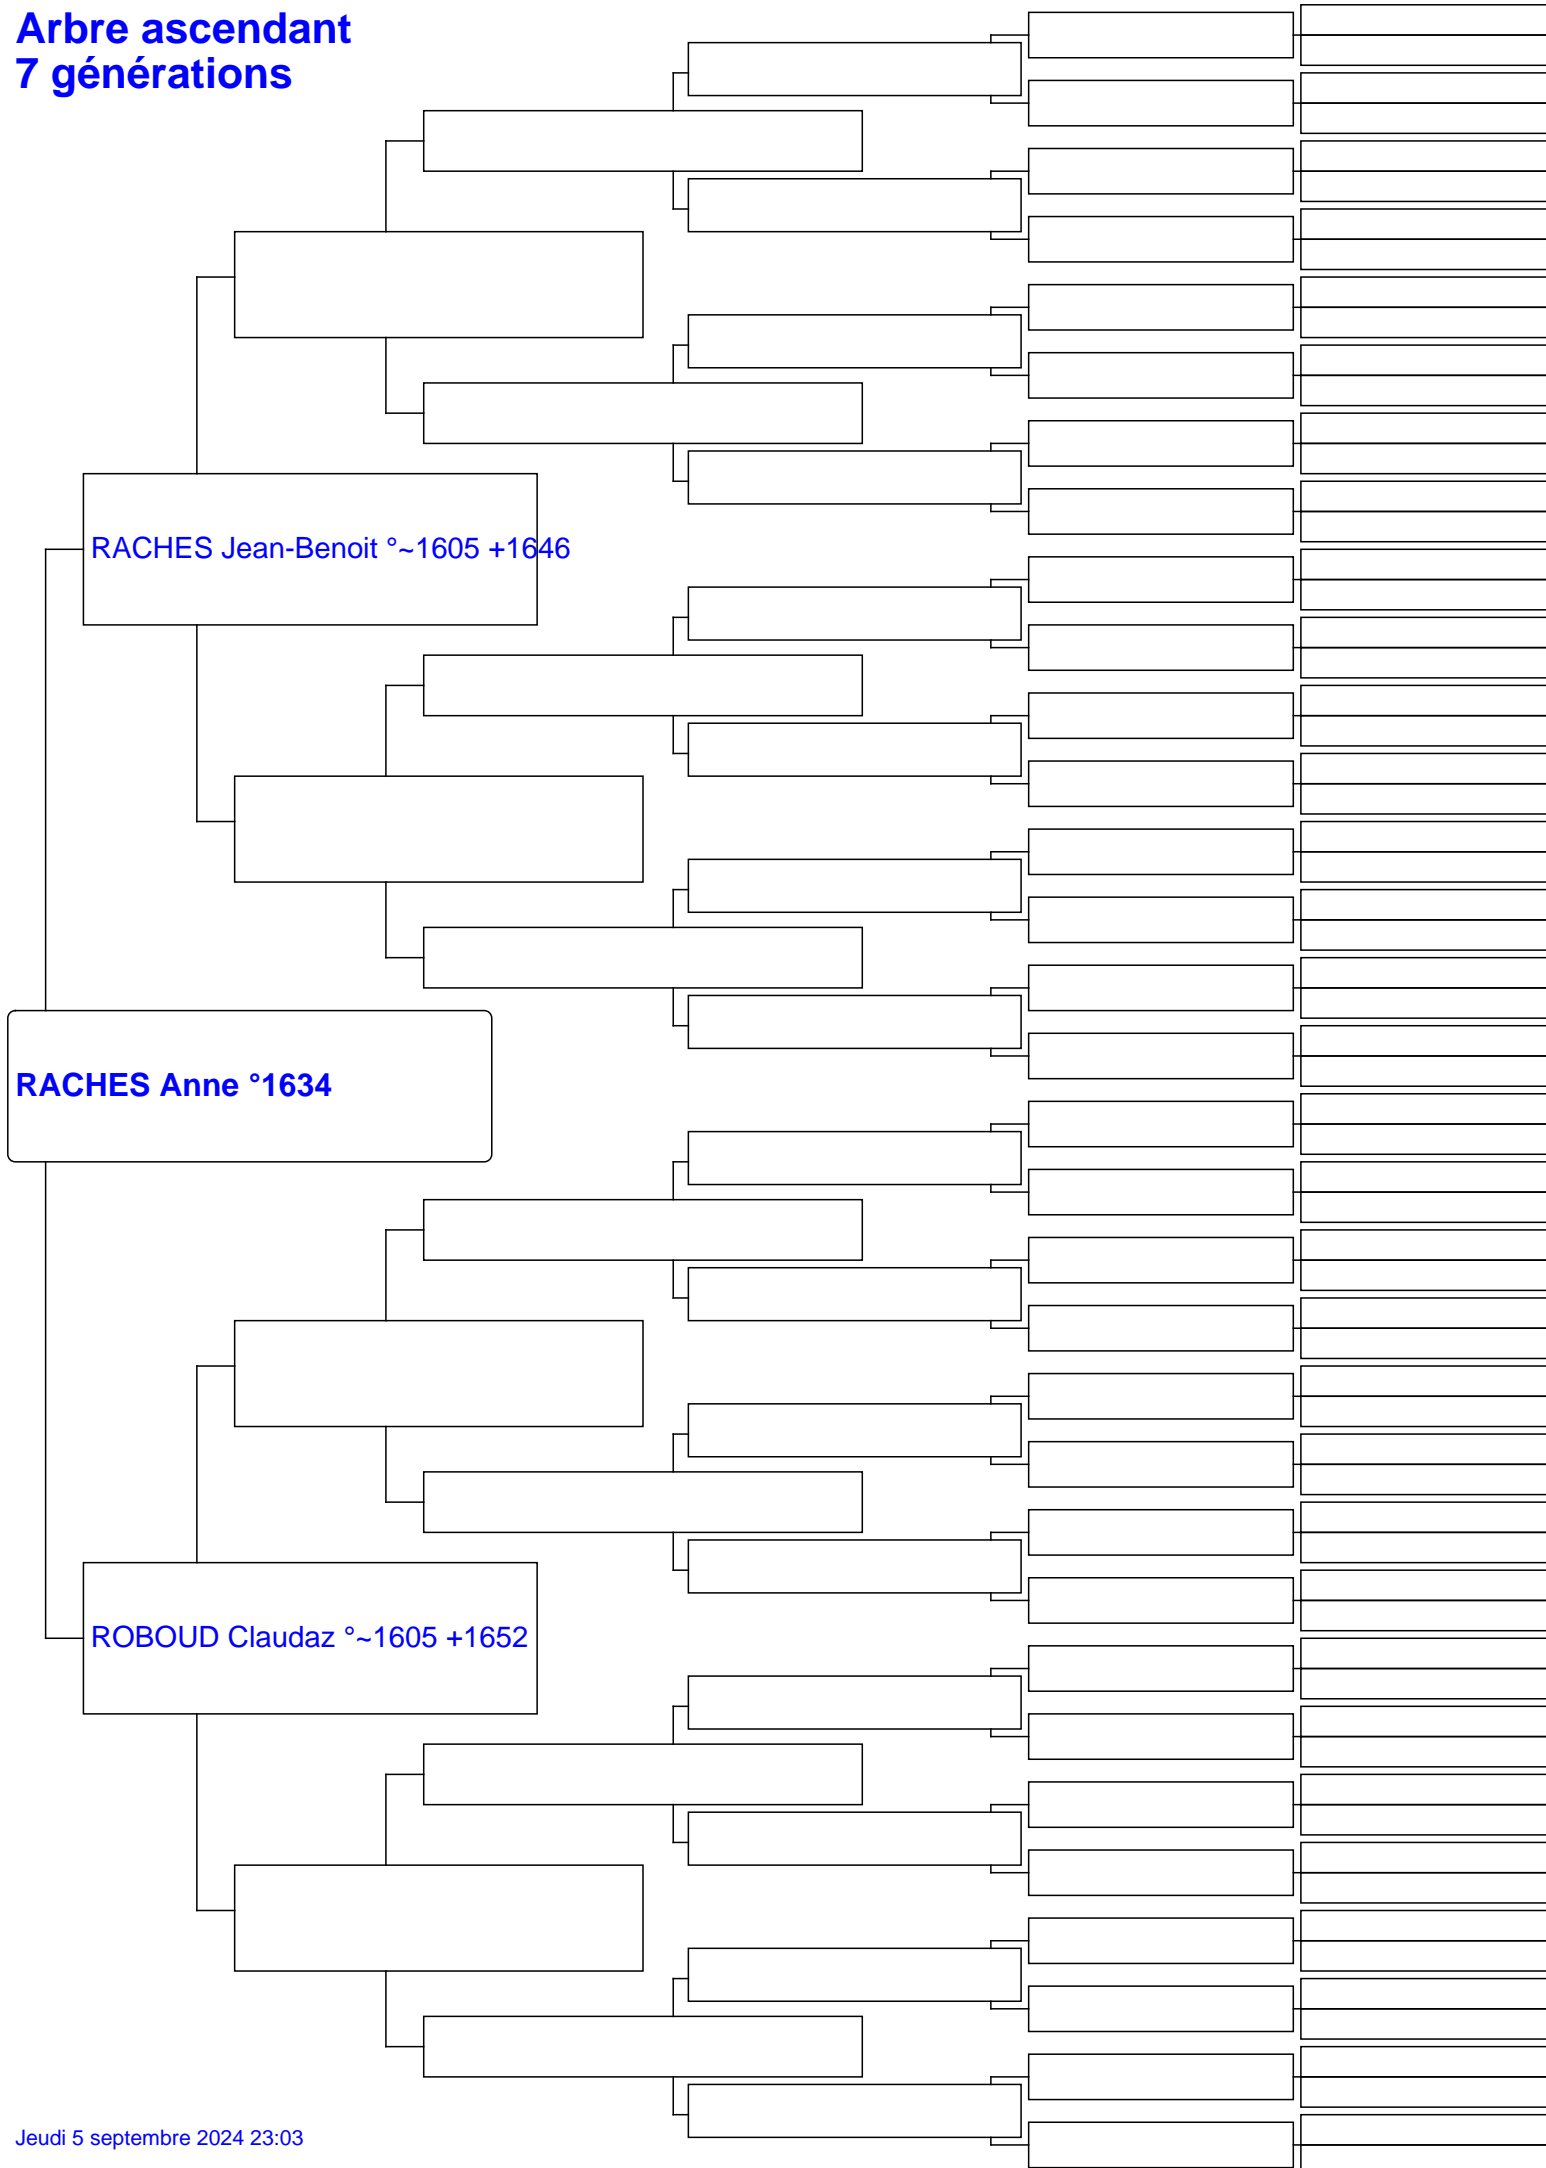 Arbre ascendant
7 générations
RACHES Jean-Benoit °~1605 +1646
RACHES Anne °1634
ROBOUD Claudaz °~1605 +1652
Jeudi 5 septembre 2024 23:03